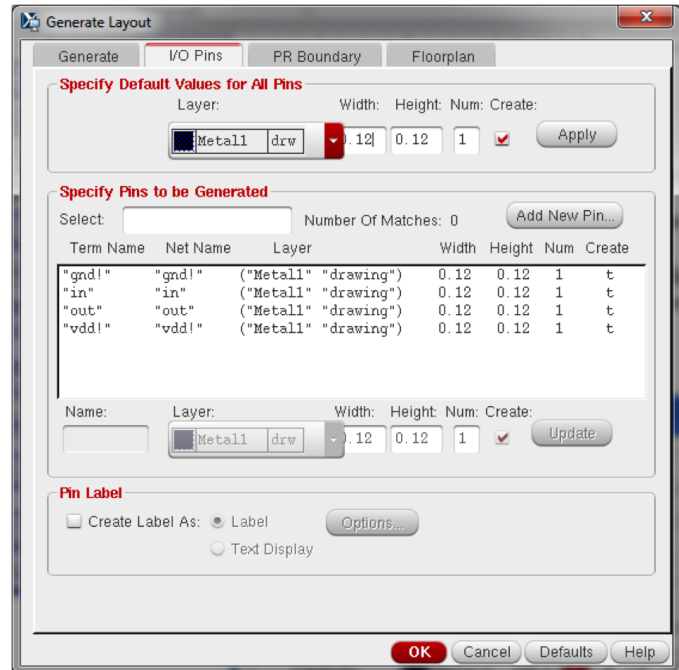 Generate Layout
Generate I/O Pins PR Boundary Floorplan
Specify Default Values for All Pins
Layer: Width: Height: Num: Create:
Metal1 drw 0.12 0.12 1 Apply
Specify Pins to be Generated
Select: Number Of Matches: 0 Add New Pin...
Term Name Net Name Layer Width Height Num Create
"gnd!" "gnd!" ("Metal1" "drawing") 0.12 0.12 1 t
"in" "in" ("Metal1" "drawing") 0.12 0.12 1 t
"out" "out" ("Metal1" "drawing") 0.12 0.12 1 t
"vdd!" "vdd!" ("Metal1" "drawing") 0.12 0.12 1 t
Name: Layer: Width: Height: Num: Create:
Metal1 drw 0.12 0.12 1 Update
Pin Label
Create Label As: Label Options...
Text Display
OK Cancel Defaults Help